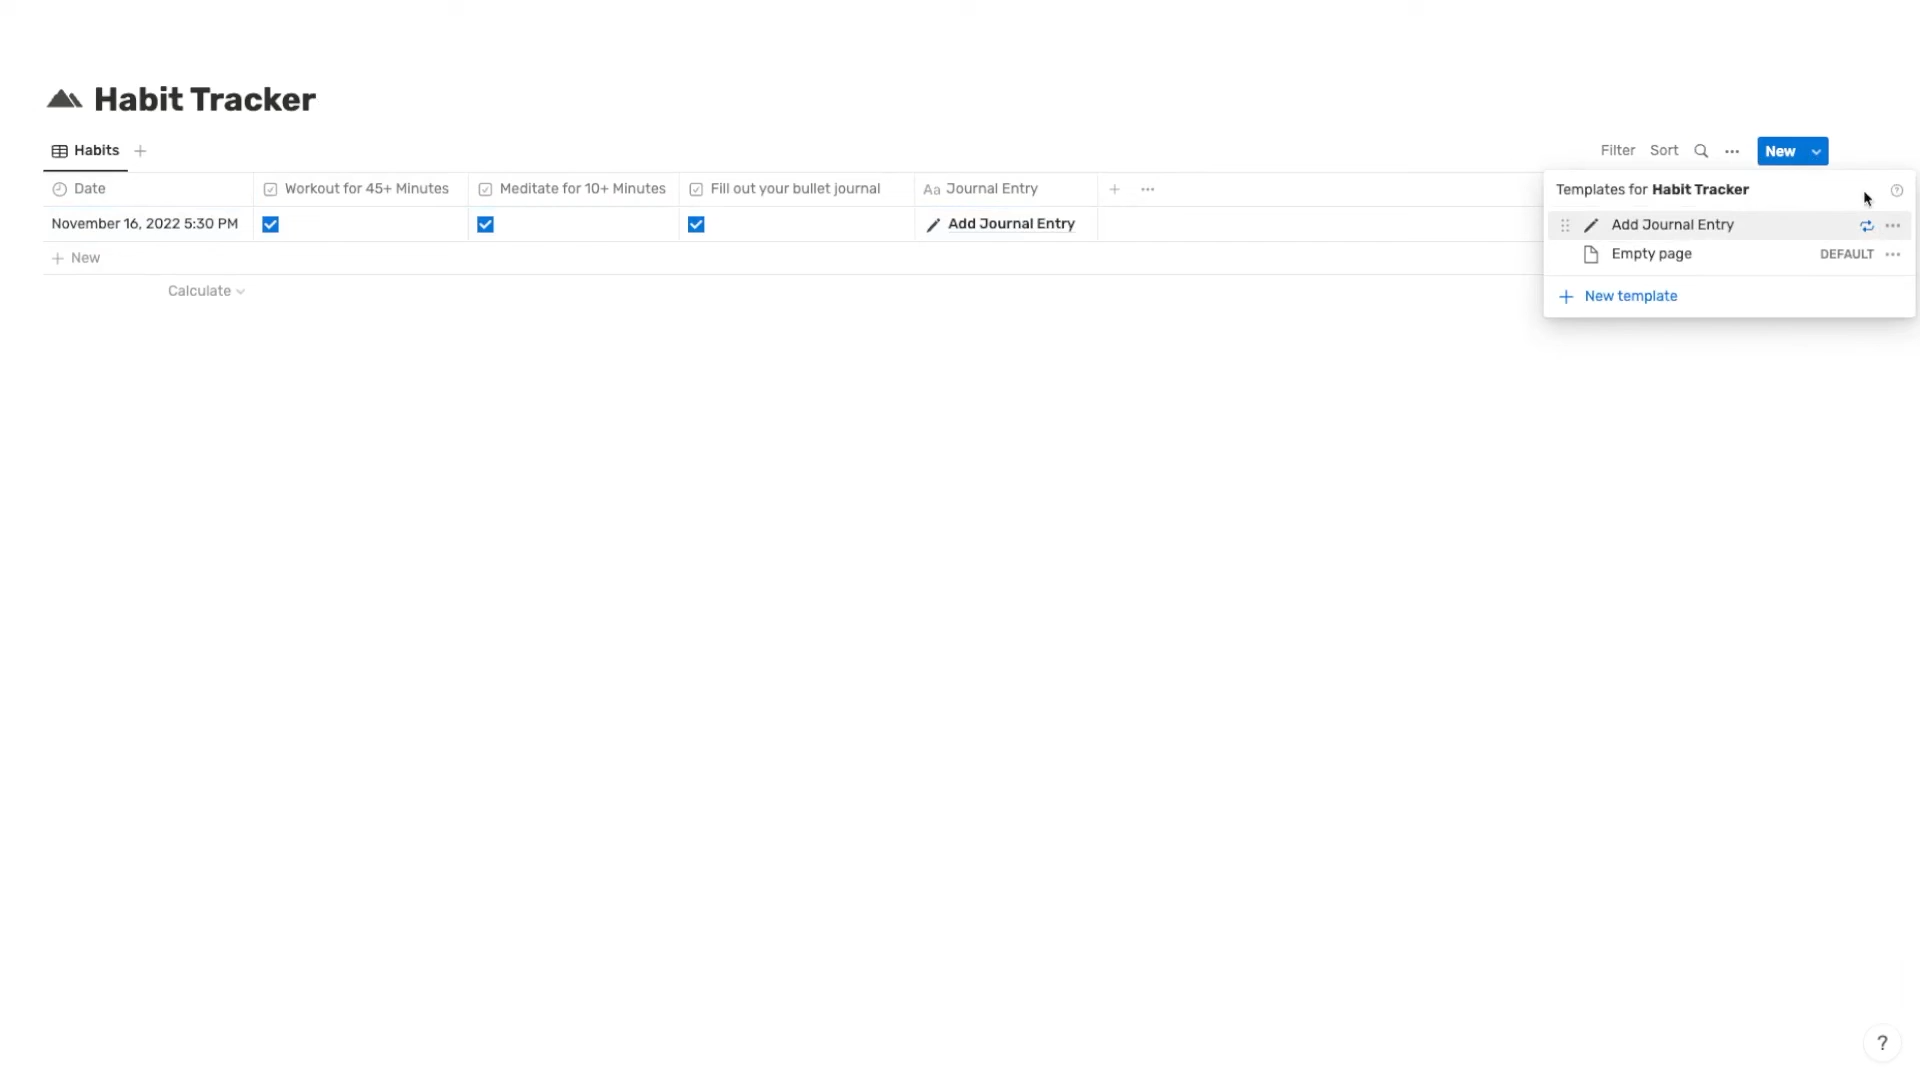 Habit Tracker
Habits
Filter Sort New
Date Workout for 45+ Minutes Meditate for 10+ Minutes Fill out your bullet journal Aa Journal Entry
November 16, 2022 5:30 PM Add Journal Entry
New
Calculate
Templates for Habit Tracker
Add Journal Entry
Empty page DEFAULT
New template
?